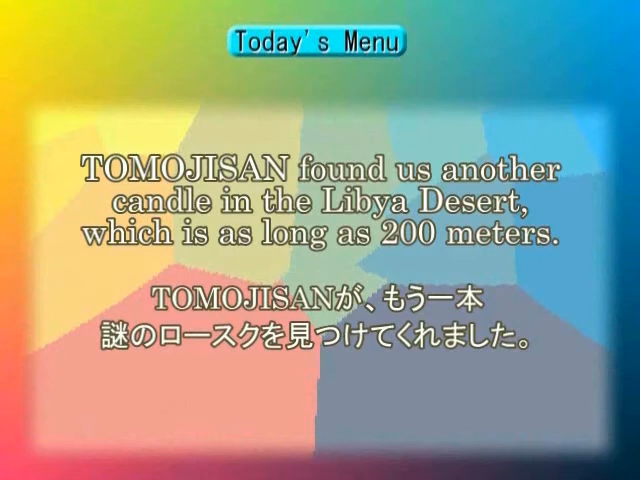 Today's Menu
TOMOJISAN found us another
candle in the Libya Desert,
which is as long as 200 meters.
TOMOJISANが、もう一本
謎のロースクを見つけてくれました。